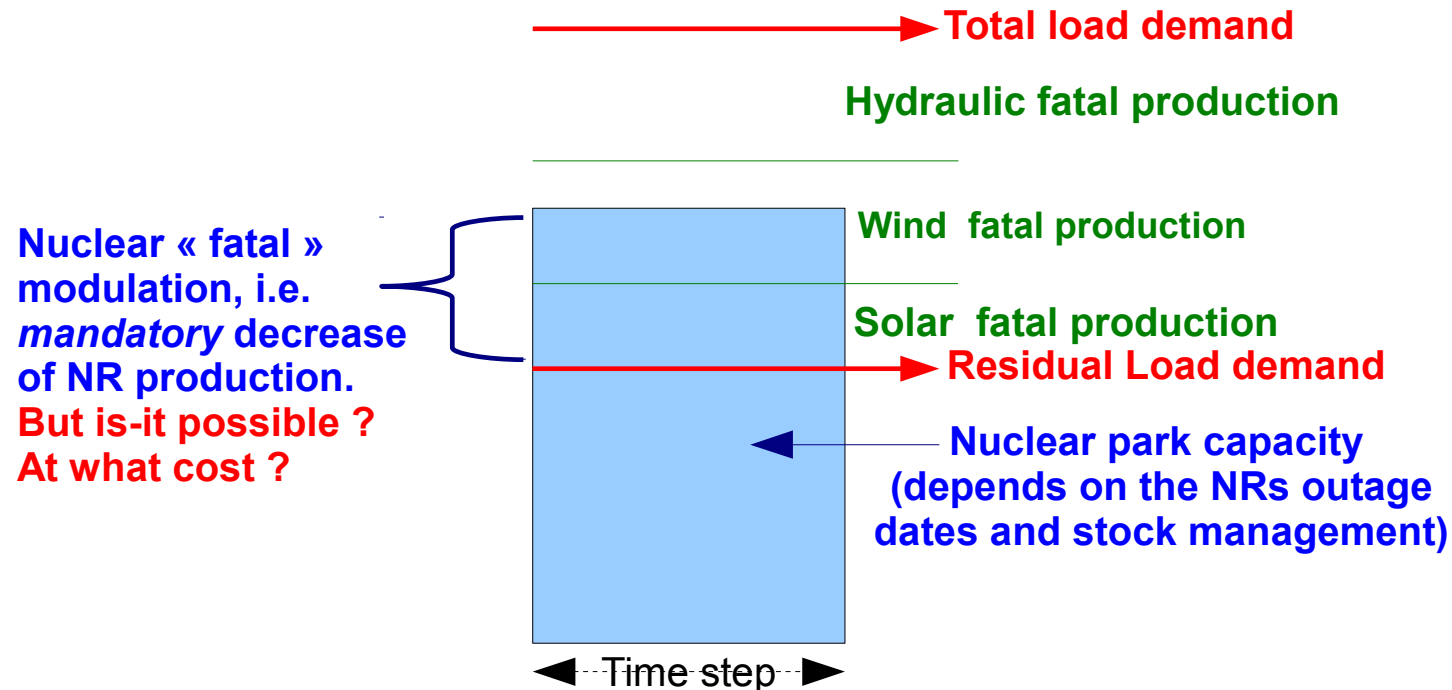 Total load demand
Hydraulic fatal production
Wind  fatal production
Nuclear « fatal »
modulation, i.e.
mandatory decrease
of NR production.
But is-it possible ?
At what cost ?
Solar  fatal production
Residual Load demand
Nuclear park capacity
(depends on the NRs outage
dates and stock management)
Time step